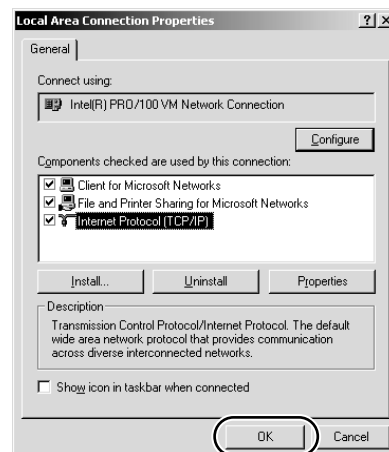 Local Area Connection Properties
General
Connect using:
Intel(R) PRO/100 VM Network Connection
Configure
Components checked are used by this connection:
Client for Microsoft Networks
File and Printer Sharing for Microsoft Networks
Internet Protocol (TCP/IP)
Install... Uninstall Properties
Description
Transmission Control Protocol/Internet Protocol. The default
wide area network protocol that provides communication
across diverse interconnected networks.
Show icon in taskbar when connected
OK Cancel